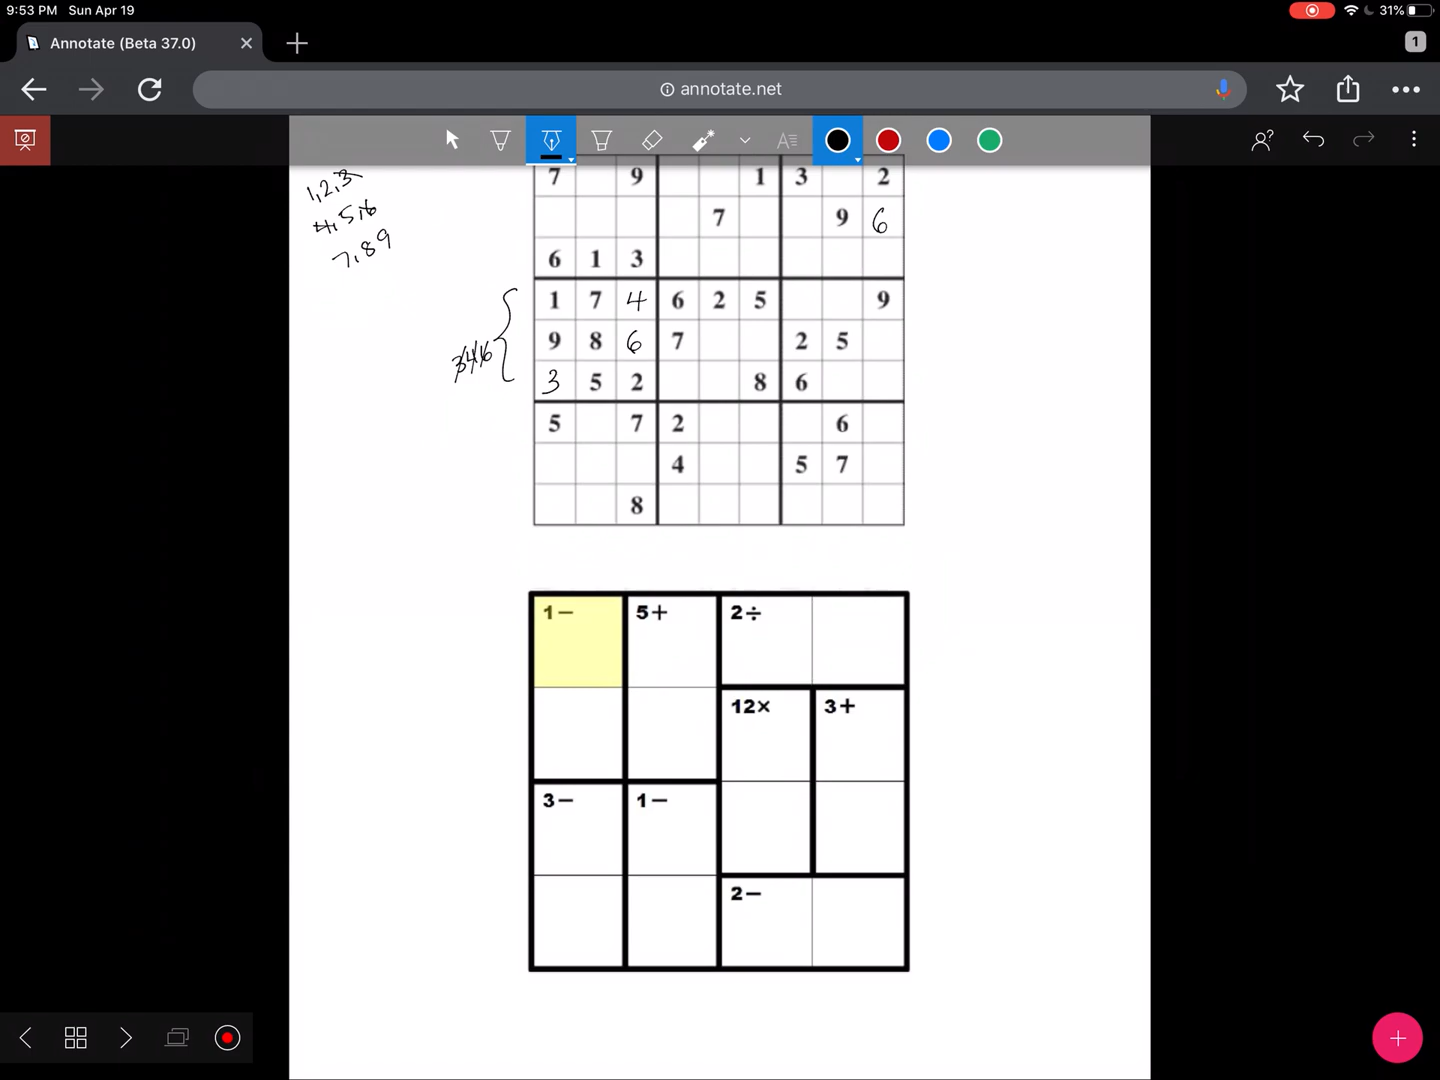 9:53 PM Sun Apr 19
31%
Annotate (Beta 37.0)
1
annotate.net
1,2,3
4,5,6
7,8 9
7 9 1 3 2
7 9 6
6 1 3
1 7 4 6 2 5 9
9 8 6 7 2 5
346
3 5 2 8 6
5 7 2 6
4 5 7
8
1− 5+ 2÷
12× 3+
3− 1−
2−